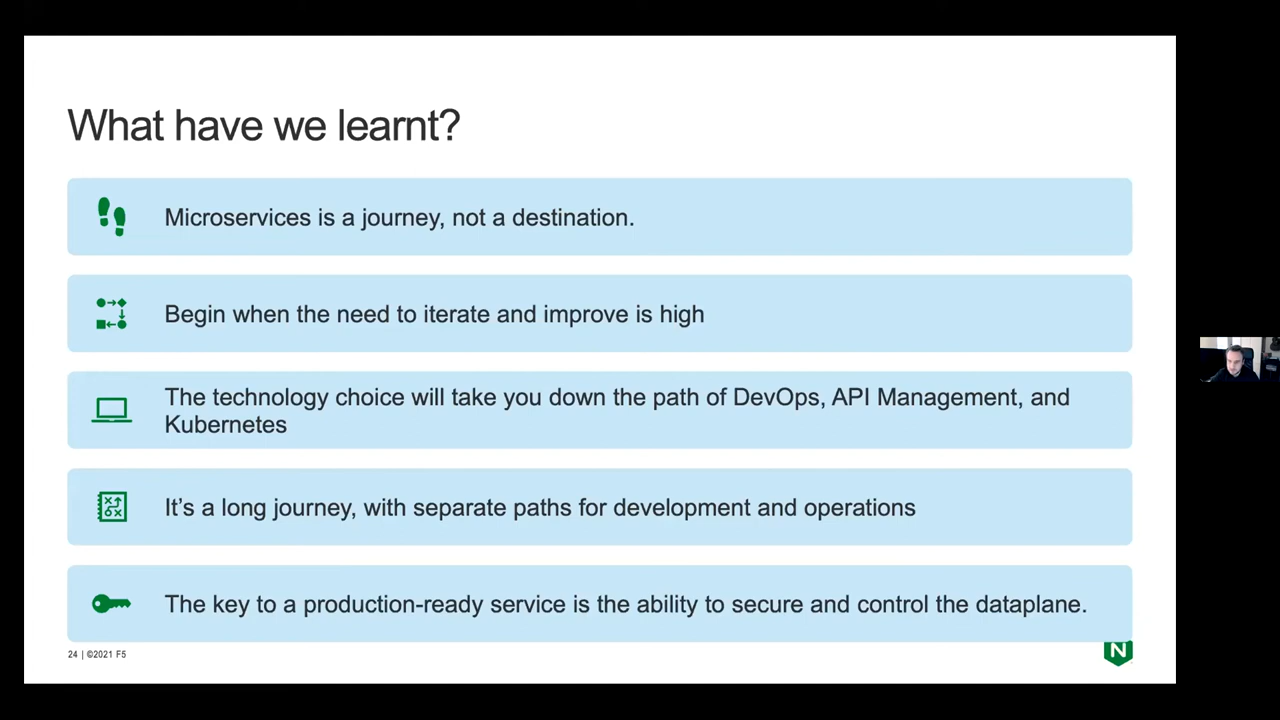 What have we learnt?
Microservices is a journey, not a destination.
Begin when the need to iterate and improve is high
The technology choice will take you down the path of DevOps, API Management, and
Kubernetes
It's a long journey, with separate paths for development and operations
The key to a production-ready service is the ability to secure and control the dataplane.
24 | ©2021 F5
N